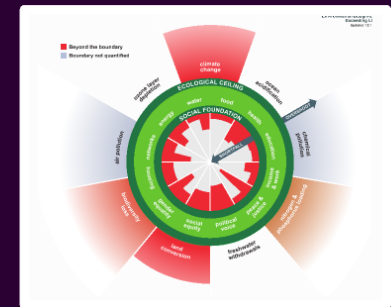 Beyond the boundary
Boundary not quantified
climate
change
ozone layer
depletion
ocean
acidification
ECOLOGICAL CEILING
OVERSHOOT
water
food
energy
health
SOCIAL FOUNDATION
air pollution
chemical
pollution
networks
education
SHORTFALL
housing
income
& work
biodiversity
loss
nitrogen &
phosphorus loading
gender
equality
peace &
justice
social
equity
political
voice
land
conversion
freshwater
withdrawals